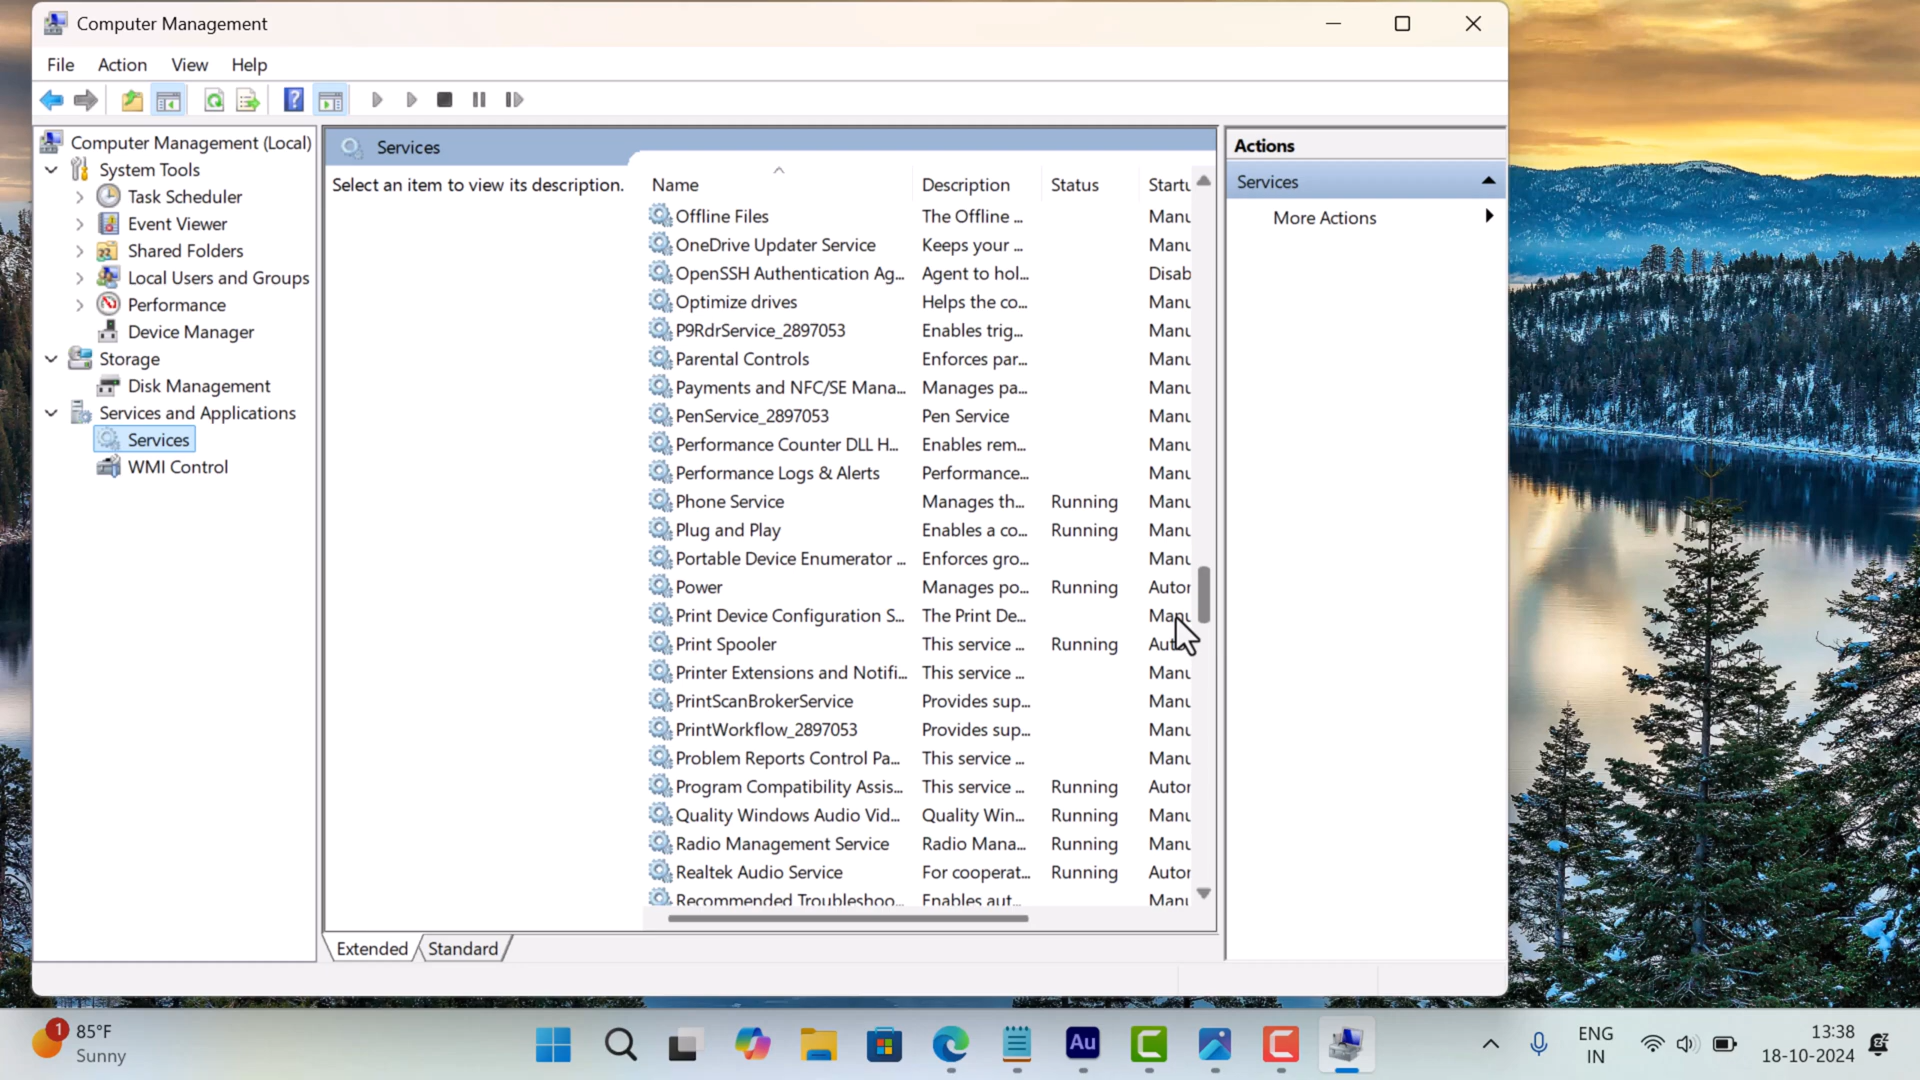 Computer Management
File Action View Help
Computer Management (Local)
System Tools
Task Scheduler
Event Viewer
Shared Folders
Local Users and Groups
Performance
Device Manager
Storage
Disk Management
Services and Applications
Services
WMI Control
Services
Select an item to view its description.
Name Description Status Startu
Offline Files The Offline ... Manu
OneDrive Updater Service Keeps your ... Manu
OpenSSH Authentication Ag... Agent to hol... Disab
Optimize drives Helps the co... Manu
P9RdrService_2897053 Enables trig... Manu
Parental Controls Enforces par... Manu
Payments and NFC/SE Mana... Manages pa... Manu
PenService_2897053 Pen Service Manu
Performance Counter DLL H... Enables rem... Manu
Performance Logs & Alerts Performance... Manu
Phone Service Manages th... Running Manu
Plug and Play Enables a co... Running Manu
Portable Device Enumerator ... Enforces gro... Manu
Power Manages po... Running Autor
Print Device Configuration S... The Print De... Manu
Print Spooler This service ... Running Aut
Printer Extensions and Notifi... This service ... Manu
PrintScanBrokerService Provides sup... Manu
PrintWorkflow_2897053 Provides sup... Manu
Problem Reports Control Pa... This service ... Manu
Program Compatibility Assis... This service ... Running Autor
Quality Windows Audio Vid... Quality Win... Running Manu
Radio Management Service Radio Mana... Running Manu
Realtek Audio Service For cooperat... Running Autor
Recommended Troubleshoo... Enables aut... Manu
Extended Standard
Actions
Services
More Actions
1 85°F
Sunny
Au
ENG
IN
13:38
18-10-2024